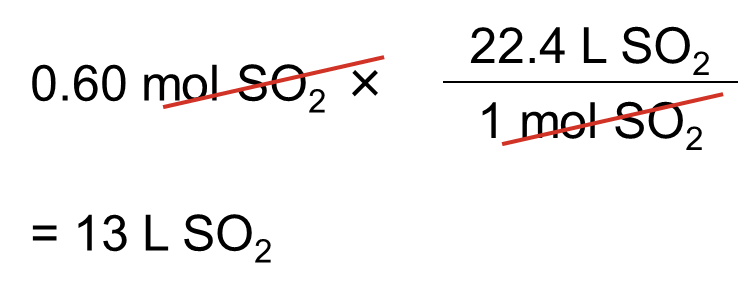 0.60 mol SO₂ ×
22.4 L SO₂
1 mol SO₂
= 13 L SO₂